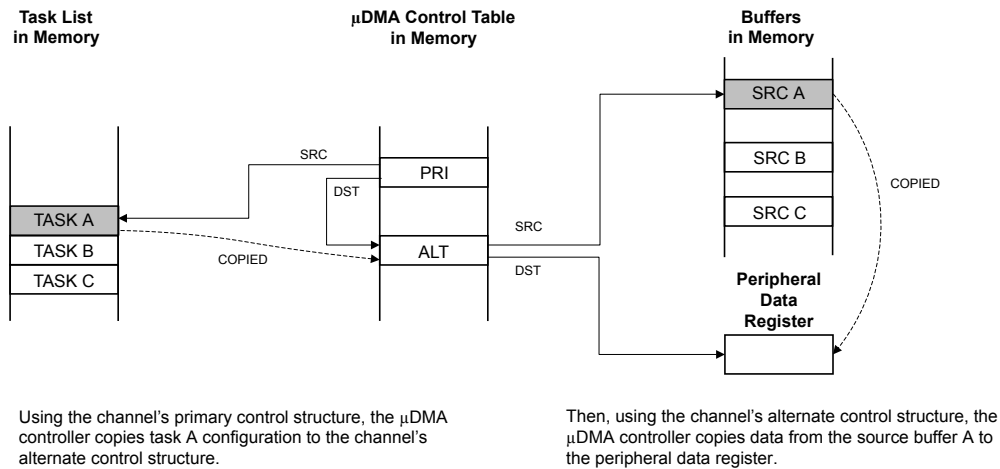 Task List
in Memory
µDMA Control Table
in Memory
Buffers
in Memory
SRC A
SRC B
SRC C
SRC
PRI
DST
COPIED
TASK A
TASK B
TASK C
ALT
SRC
DST
COPIED
Peripheral
Data
Register
Using the channel's primary control structure, the µDMA
controller copies task A configuration to the channel's
alternate control structure.
Then, using the channel's alternate control structure, the
µDMA controller copies data from the source buffer A to
the peripheral data register.